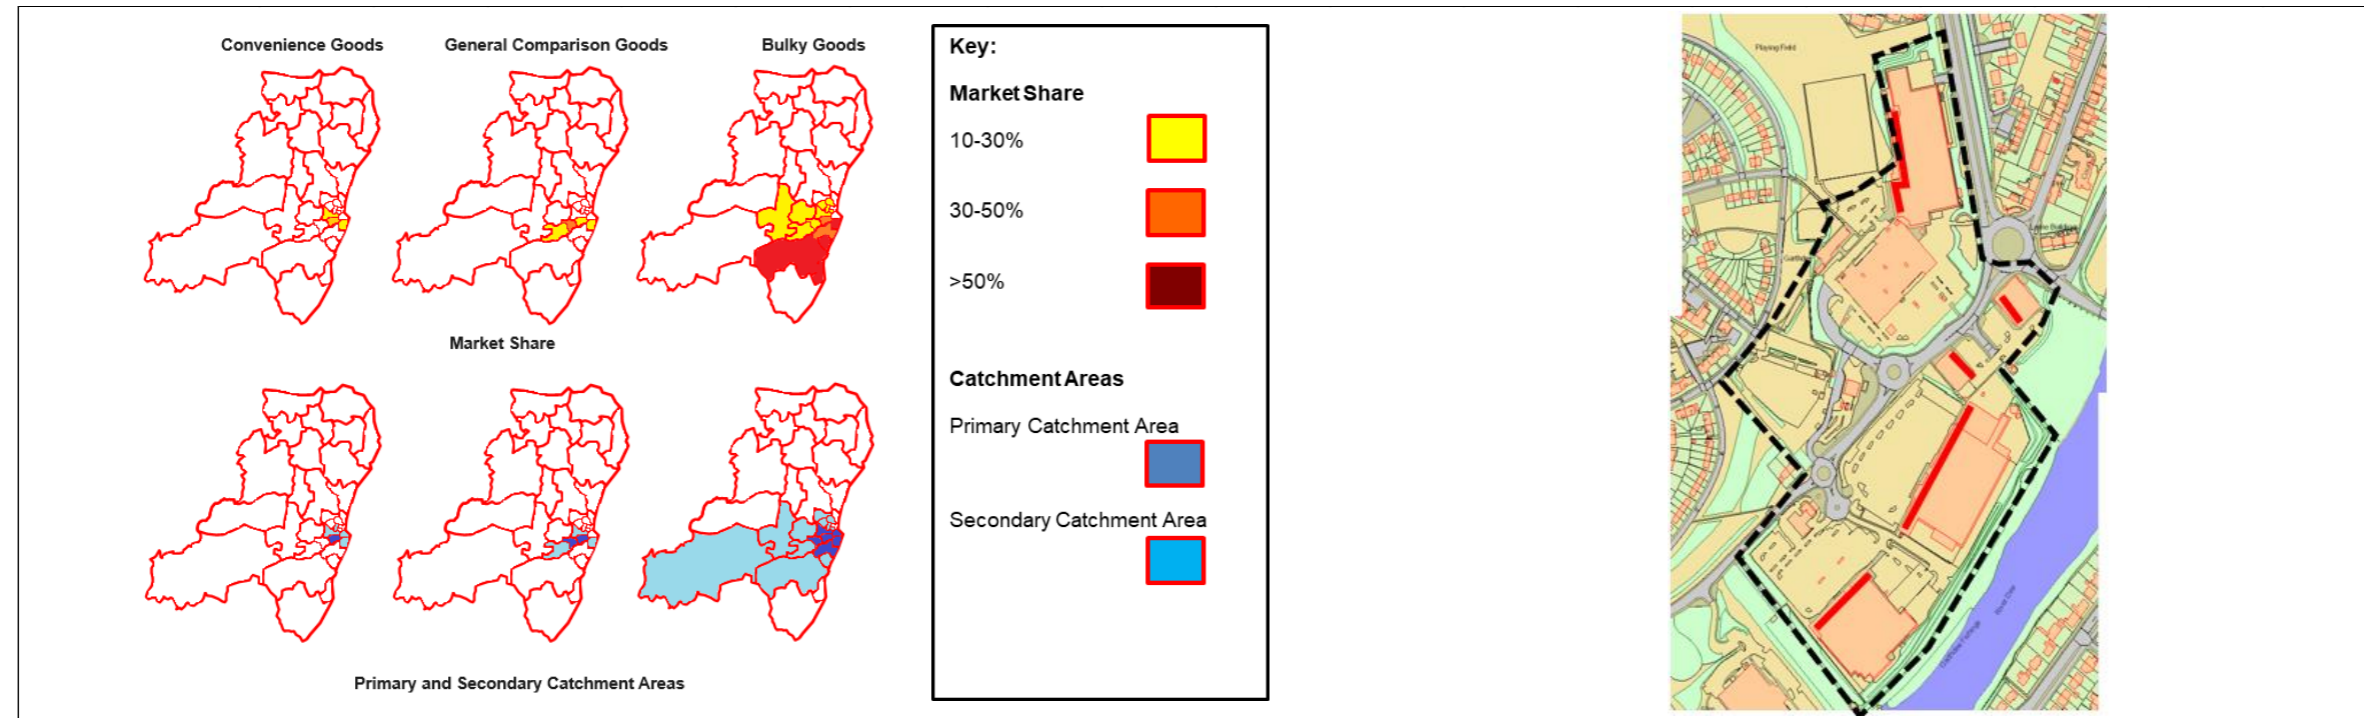 Convenience Goods
General Comparison Goods
Bulky Goods
Market Share
Primary and Secondary Catchment Areas
Key:
Market Share
10-30%
30-50%
>50%
Catchment Areas
Primary Catchment Area
Secondary Catchment Area
Playing Field